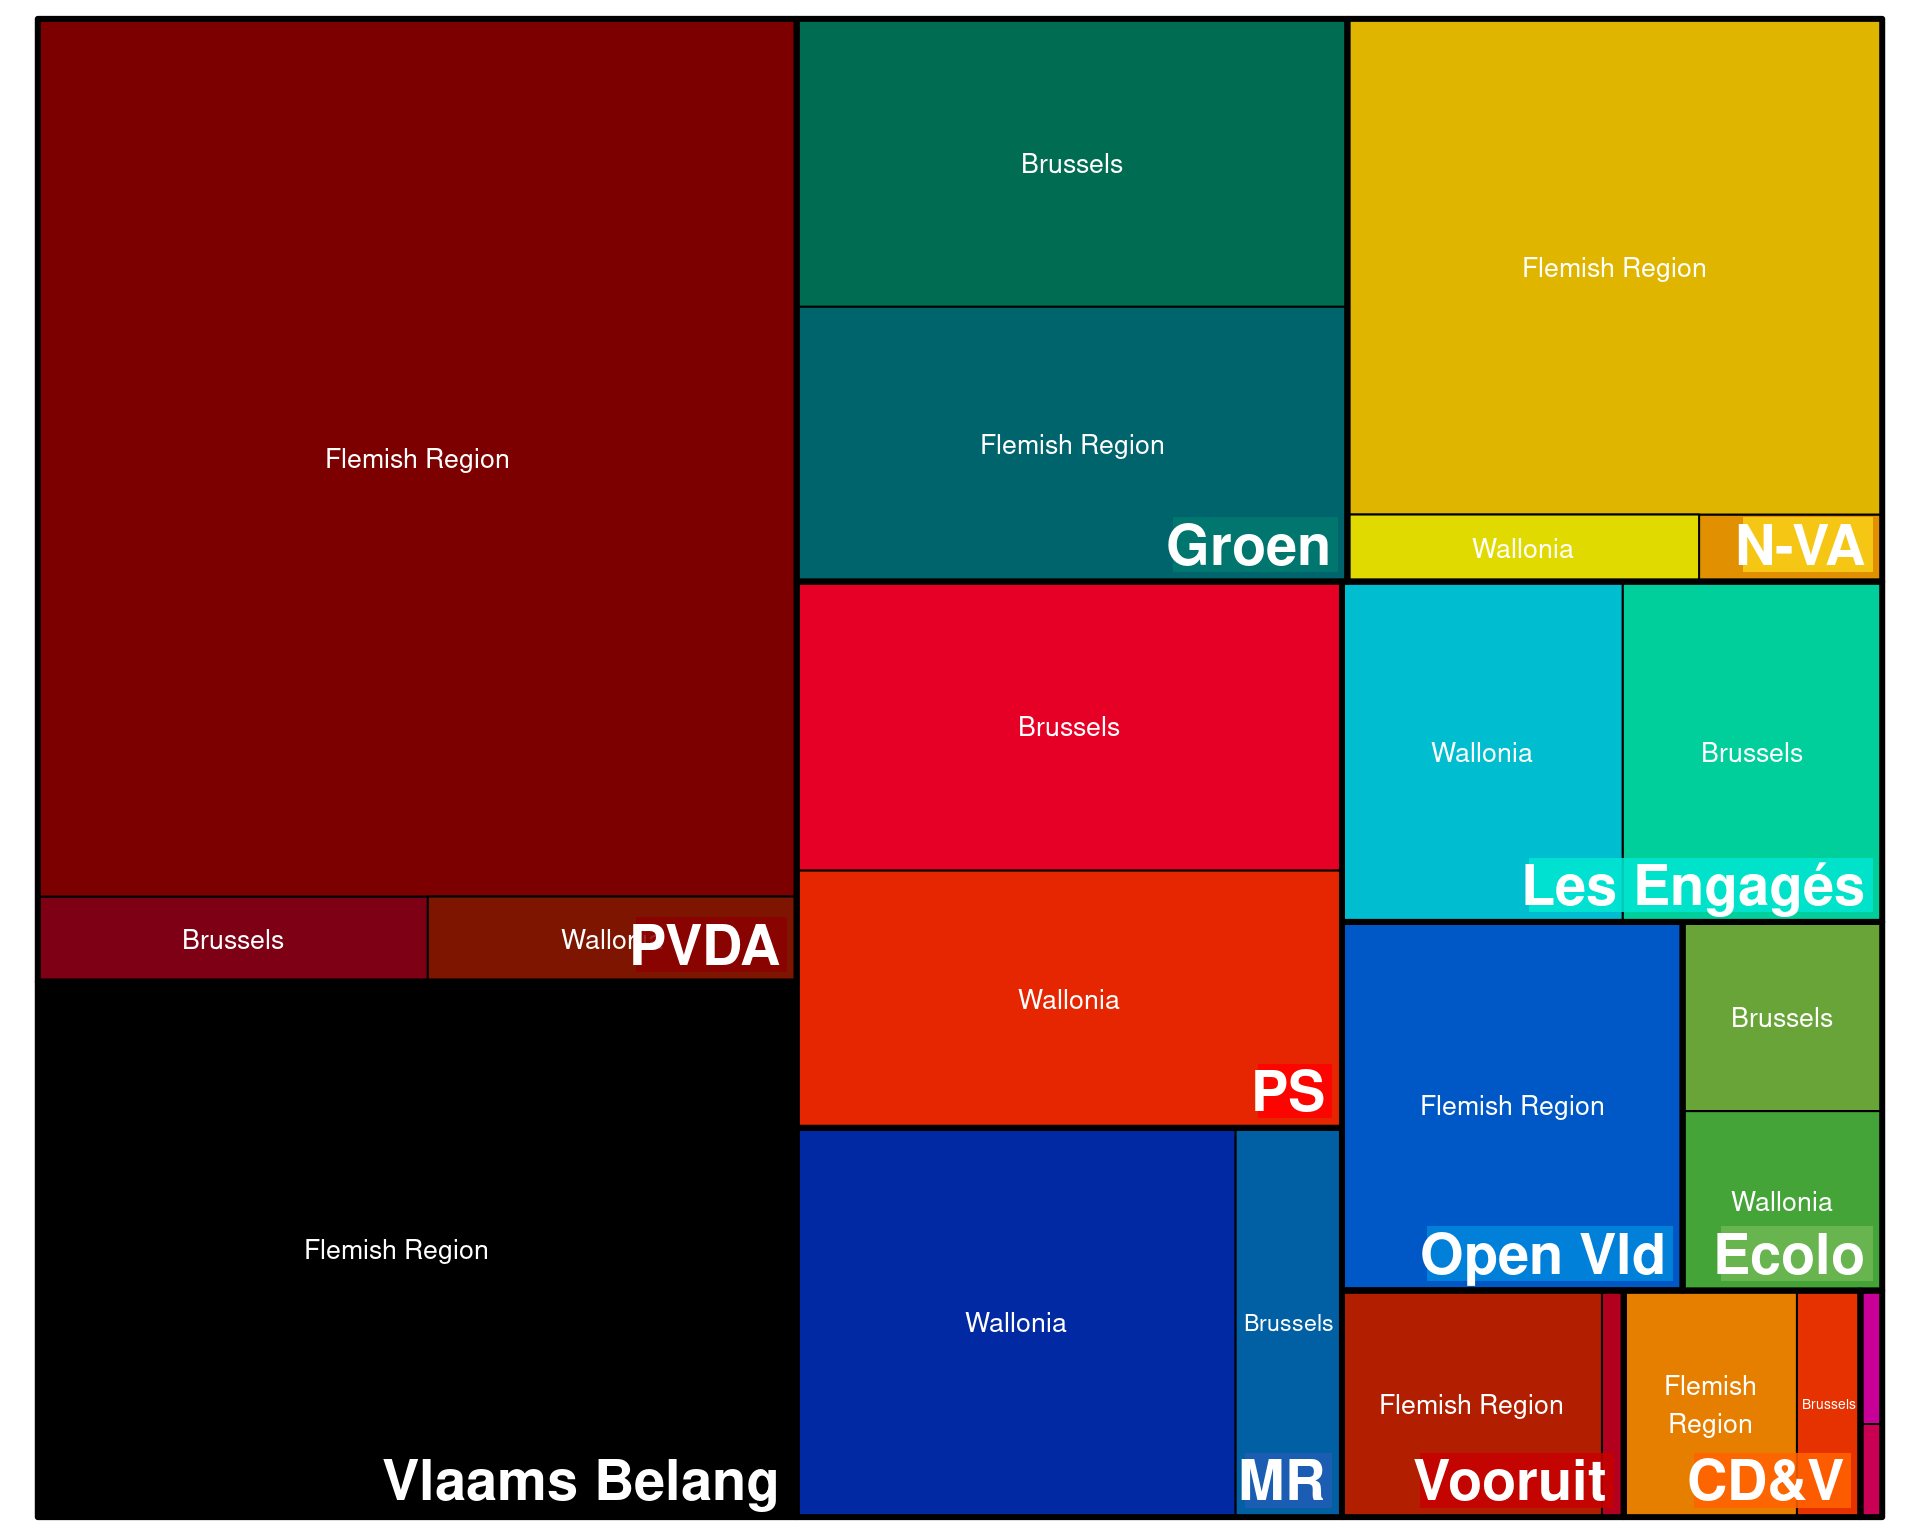 Flemish Region
Brussels
PVDA
Flemish Region
Vlaams Belang
Brussels
Flemish Region
Groen
Flemish Region
Wallonia
N-VA
Brussels
Wallonia
PS
Wallonia
Brussels
Les Engagés
Wallonia
Brussels
MR
Flemish Region
Open Vld
Brussels
Wallonia
Ecolo
Flemish Region
Vooruit
Flemish
Region
Brussels
CD&V